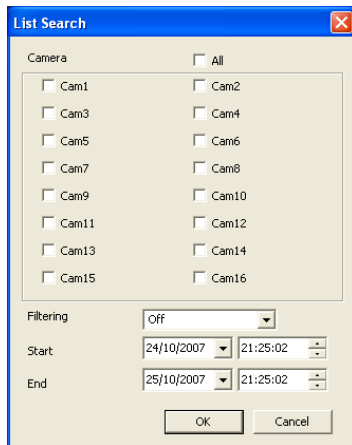 List Search
Camera All
Cam1 Cam2
Cam3 Cam4
Cam5 Cam6
Cam7 Cam8
Cam9 Cam10
Cam11 Cam12
Cam13 Cam14
Cam15 Cam16
Filtering Off
Start 24/10/2007 21:25:02
End 25/10/2007 21:25:02
OK Cancel